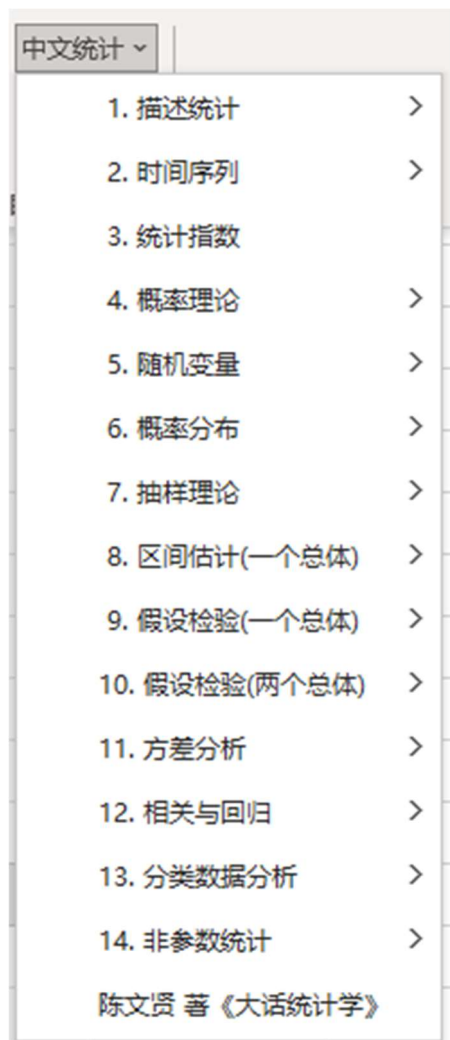 中文统计
1. 描述统计
2. 时间序列
3. 统计指数
4. 概率理论
5. 随机变量
6. 概率分布
7. 抽样理论
8. 区间估计(一个总体)
9. 假设检验(一个总体)
10. 假设检验(两个总体)
11. 方差分析
12. 相关与回归
13. 分类数据分析
14. 非参数统计
陈文贤 著《大话统计学》